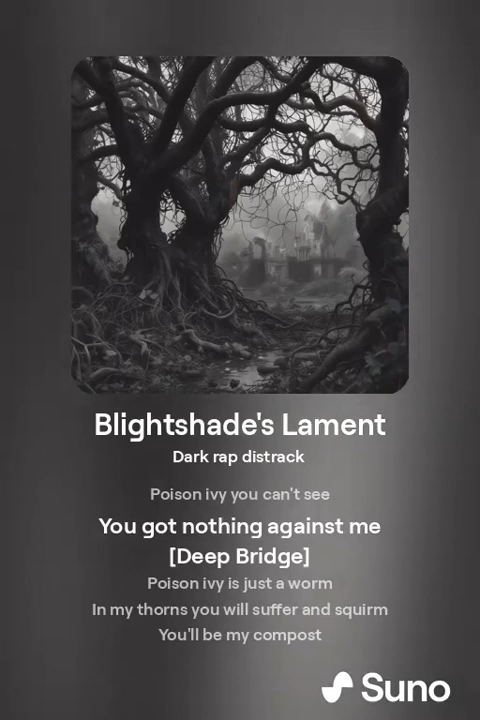 Blightshade's Lament
Dark rap distrack
Poison ivy you can't see
You got nothing against me
[Deep Bridge]
Poison ivy is just a worm
In my thorns you will suffer and squirm
You'll be my compost
Suno